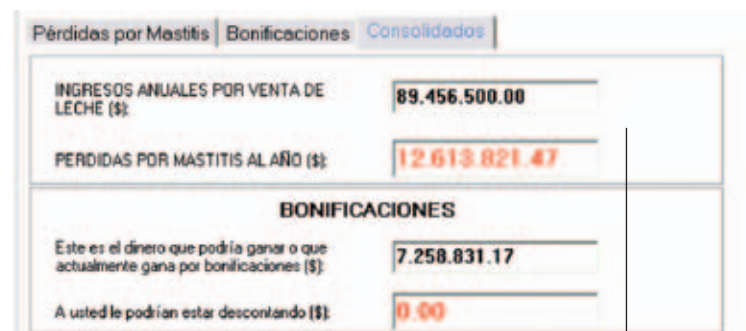 Pérdidas por Mastitis Bonificaciones Consolidados
INGRESOS ANUALES POR VENTA DE
LECHE ($): 89.456.500.00
PERDIDAS POR MASTITIS AL AÑO ($): 12.613.821.47
BONIFICACIONES
Este es el dinero que podría ganar o que
actualmente gana por bonificaciones ($): 7.258.831.17
A usted le podrían estar descontando ($): 0.00